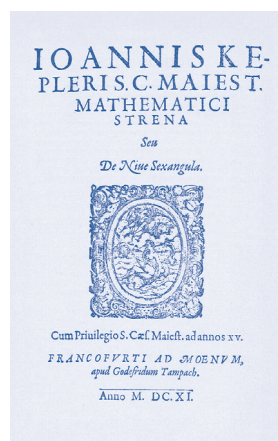 IOANNIS KE-
PLERI S. C. MAIEST.
MATHEMATICI
STRENA
Seu
De Niue Sexangula.
Cum Priuilegio S. Cæs. Maiest. ad annos xv.
FRANCOFVRTI AD MOENVM,
apud Godefridum Tampach.
Anno M. DC. XI.